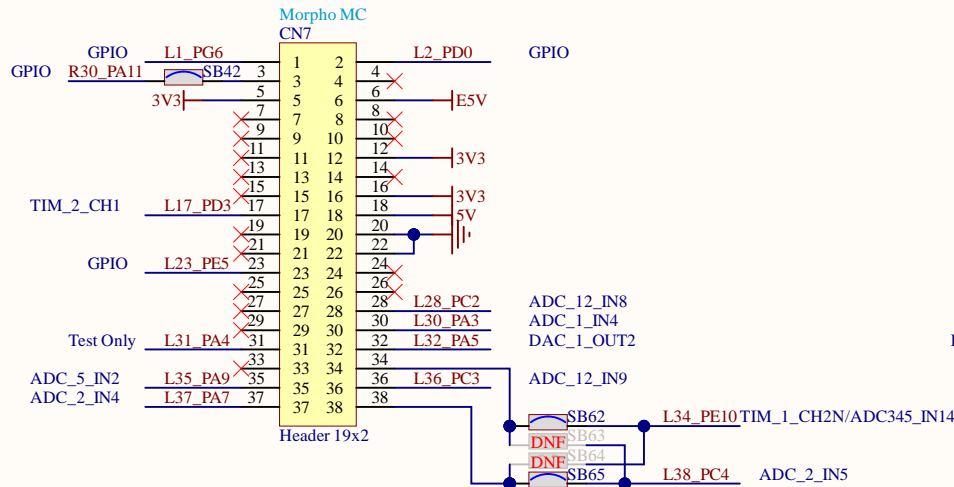 Morpho MC
CN7
GPIO L1_PG6 1 1 2 2 L2_PD0 GPIO
GPIO R30_PA11 SB42 3 3 4 4
3V3 5 5 6 6 E5V
7 7 8 8
9 9 10 10
11 11 12 12 3V3
13 13 14 14
15 15 16 16 3V3
TIM_2_CH1 L17_PD3 17 17 18 18 5V
19 19 20 20
21 21 22 22
GPIO L23_PE5 23 23 24 24
25 25 26 26
27 27 28 28 L28_PC2 ADC_12_IN8
29 29 30 30 L30_PA3 ADC_1_IN4
Test Only L31_PA4 31 31 32 32 L32_PA5 DAC_1_OUT2
33 33 34 34
ADC_5_IN2 L35_PA9 35 35 36 36 L36_PC3 ADC_12_IN9
ADC_2_IN4 L37_PA7 37 37 38 38
Header 19x2
SB62 L34_PE10 TIM_1_CH2N/ADC345_IN14
DNF SB63
DNF SB64
SB65 L38_PC4 ADC_2_IN5